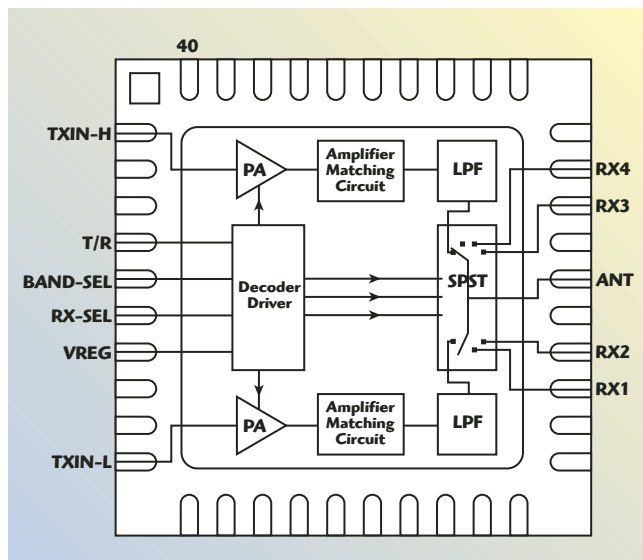 40
TXIN-H
T/R
BAND-SEL
RX-SEL
VREG
TXIN-L
PA
Amplifier
Matching
Circuit
LPF
Decoder
Driver
SPST
PA
Amplifier
Matching
Circuit
LPF
RX4
RX3
ANT
RX2
RX1